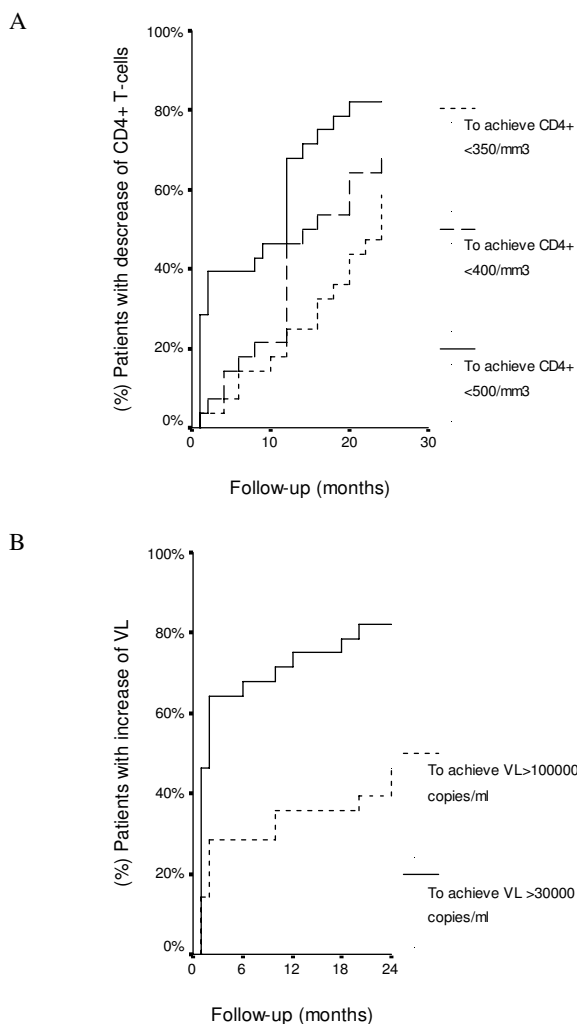 A
100%
80%
60%
40%
20%
0%
(%) Patients with descrease of CD4+ T-cells
0 10 20 30
Follow-up (months)
To achieve CD4+
<350/mm3
To achieve CD4+
<400/mm3
To achieve CD4+
<500/mm3
B
100%
80%
60%
40%
20%
0%
(%) Patients with increase of VL
0 6 12 18 24
Follow-up (months)
To achieve VL>100000
copies/ml
To achieve VL >30000
copies/ml